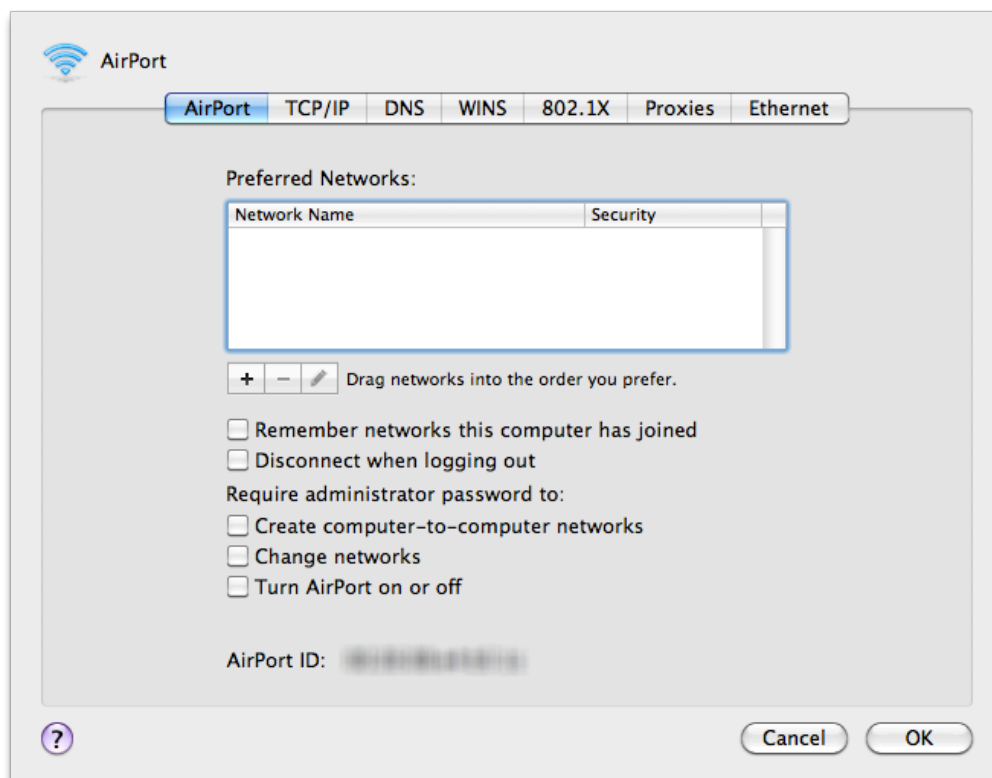 AirPort
AirPort TCP/IP DNS WINS 802.1X Proxies Ethernet
Preferred Networks:
Network Name Security
+ − Drag networks into the order you prefer.
Remember networks this computer has joined
Disconnect when logging out
Require administrator password to:
Create computer-to-computer networks
Change networks
Turn AirPort on or off
AirPort ID:
? Cancel OK